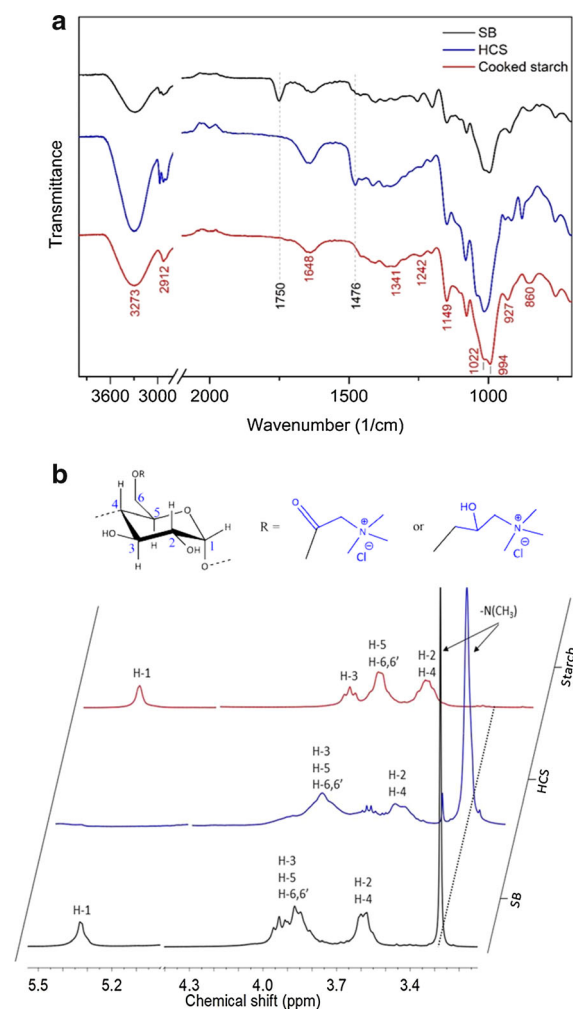 a
SB
HCS
Cooked starch
Transmittance
3273
2912
1750
1648
1476
1341
1242
1149
1022
994
927
860
3600
3000
2000
1500
1000
Wavenumber (1/cm)
b
OR
H
6
H
4
5
O
HO
H
1
H
3
2
OH
H
O
R =
O
N
⊕
Cl
⊖
or
HO
N
⊕
Cl
⊖
-N(CH3)
H-1
H-3
H-5
H-6,6'
H-2
H-4
Starch
H-3
H-5
H-6,6'
H-2
H-4
HCS
H-1
H-3
H-5
H-6,6'
H-2
H-4
SB
5.5
5.2
4.9
4.3
4.0
3.7
3.4
Chemical shift (ppm)